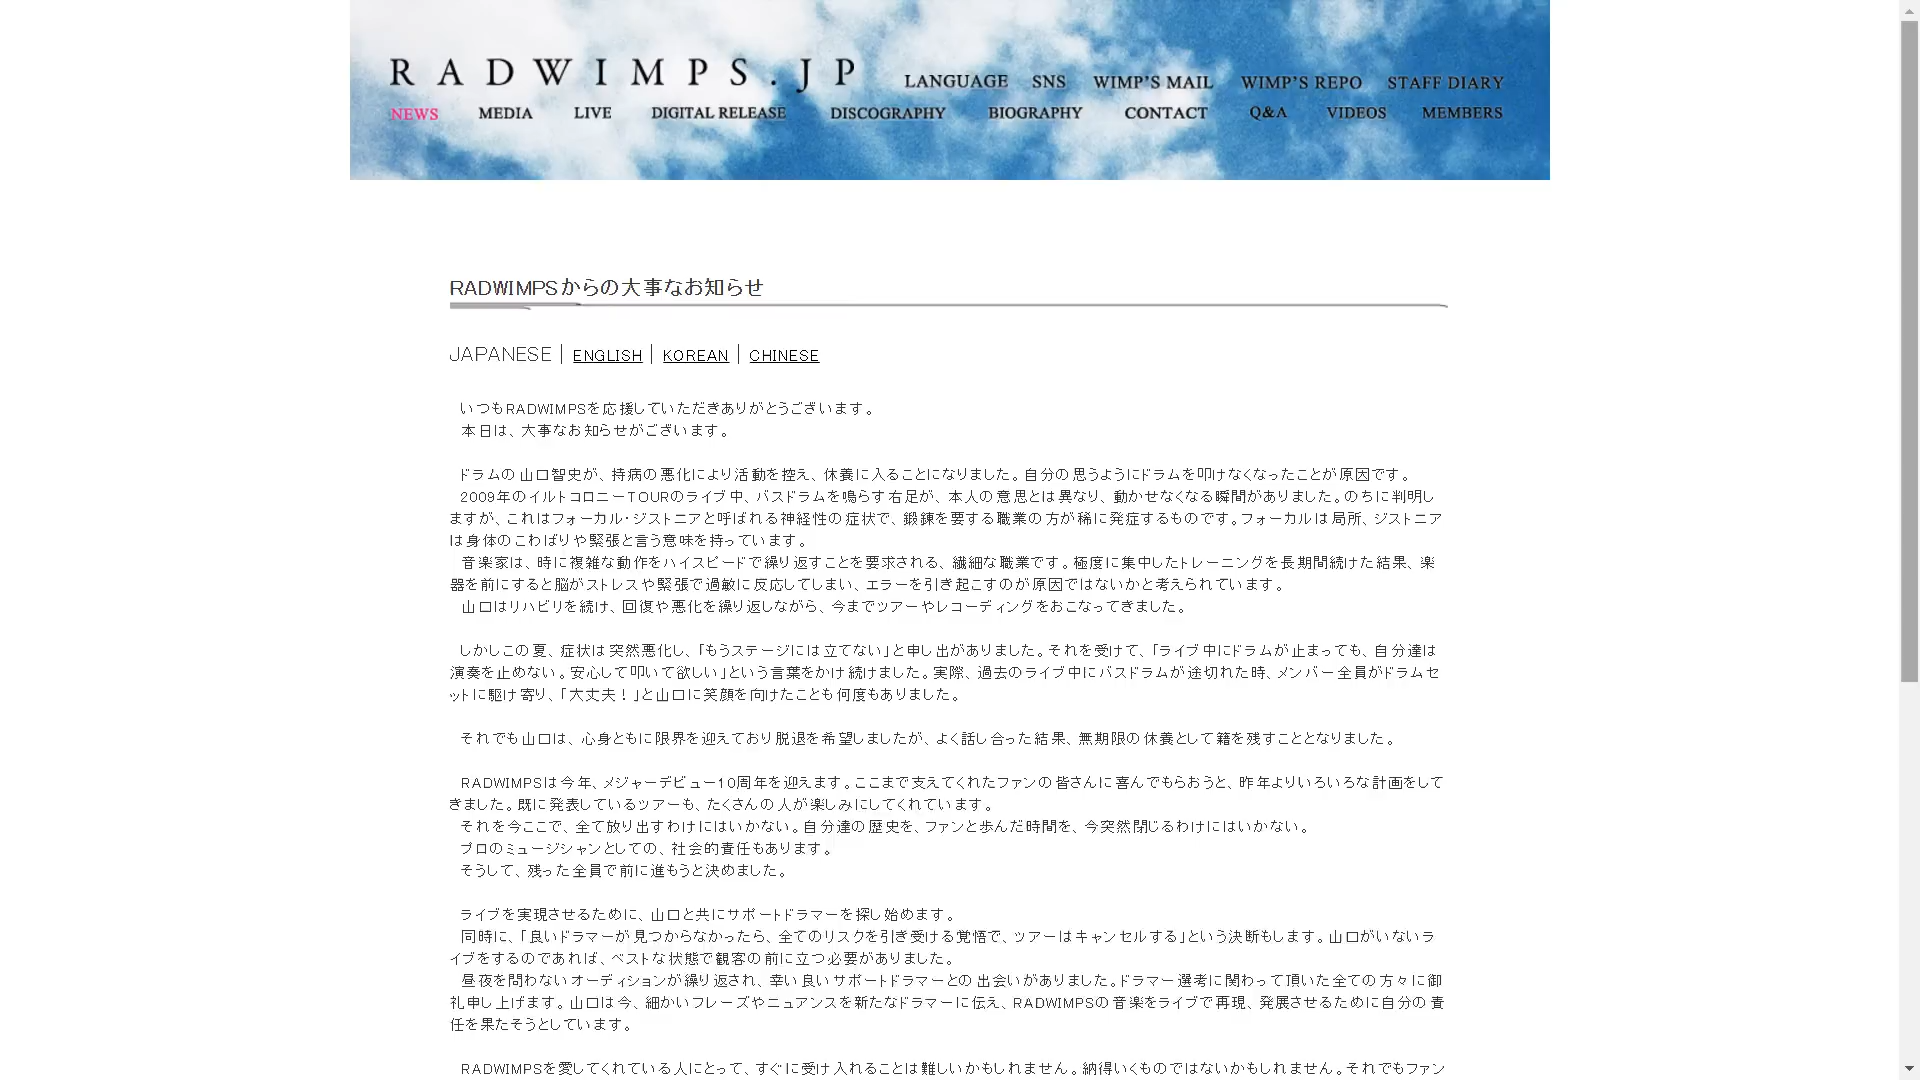 RADWIMPS.JP
LANGUAGE SNS WIMP'S MAIL WIMP'S REPO STAFF DIARY
NEWS MEDIA LIVE DIGITAL RELEASE DISCOGRAPHY BIOGRAPHY CONTACT Q&A VIDEOS MEMBERS
RADWIMPSからの大事なお知らせ
JAPANESE│ENGLISH│KOREAN│CHINESE
いつもRADWIMPSを応援していただきありがとうございます。
本日は、大事なお知らせがございます。
ドラムの山口智史が、持病の悪化により活動を控え、休養に入ることになりました。自分の思うようにドラムを叩けなくなったことが原因です。
2009年のイルトコロニーTOURのライブ中、バスドラムを鳴らす右足が、本人の意思とは異なり、動かせなくなる瞬間がありました。のちに判明し
ますが、これはフォーカル・ジストニアと呼ばれる神経性の症状で、鍛錬を要する職業の方が稀に発症するものです。フォーカルは局所、ジストニア
は身体のこわばりや緊張と言う意味を持っています。
音楽家は、時に複雑な動作をハイスピードで繰り返すことを要求される、繊細な職業です。極度に集中したトレーニングを長期間続けた結果、楽
器を前にすると脳がストレスや緊張で過敏に反応してしまい、エラーを引き起こすのが原因ではないかと考えられています。
山口はリハビリを続け、回復や悪化を繰り返しながら、今までツアーやレコーディングをおこなってきました。
しかしこの夏、症状は突然悪化し、「もうステージには立てない」と申し出がありました。それを受けて、「ライブ中にドラムが止まっても、自分達は
演奏を止めない。安心して叩いて欲しい」という言葉をかけ続けました。実際、過去のライブ中にバスドラムが途切れた時、メンバー全員がドラムセ
ットに駆け寄り、「大丈夫！」と山口に笑顔を向けたことも何度もありました。
それでも山口は、心身ともに限界を迎えており脱退を希望しましたが、よく話し合った結果、無期限の休養として籍を残すこととなりました。
RADWIMPSは今年、メジャーデビュー10周年を迎えます。ここまで支えてくれたファンの皆さんに喜んでもらおうと、昨年よりいろいろな計画をして
きました。既に発表しているツアーも、たくさんの人が楽しみにしてくれています。
それを今ここで、全て放り出すわけにはいかない。自分達の歴史を、ファンと歩んだ時間を、今突然閉じるわけにはいかない。
プロのミュージシャンとしての、社会的責任もあります。
そうして、残った全員で前に進もうと決めました。
ライブを実現させるために、山口と共にサポートドラマーを探し始めます。
同時に、「良いドラマーが見つからなかったら、全てのリスクを引き受ける覚悟で、ツアーはキャンセルする」という決断もします。山口がいないラ
イブをするのであれば、ベストな状態で観客の前に立つ必要がありました。
昼夜を問わないオーディションが繰り返され、幸い良いサポートドラマーとの出会いがありました。ドラマー選考に関わって頂いた全ての方々に御
礼申し上げます。山口は今、細かいフレーズやニュアンスを新たなドラマーに伝え、RADWIMPSの音楽をライブで再現、発展させるために自分の責
任を果たそうとしています。
RADWIMPSを愛してくれている人にとって、すぐに受け入れることは難しいかもしれません。納得いくものではないかもしれません。それでもファン